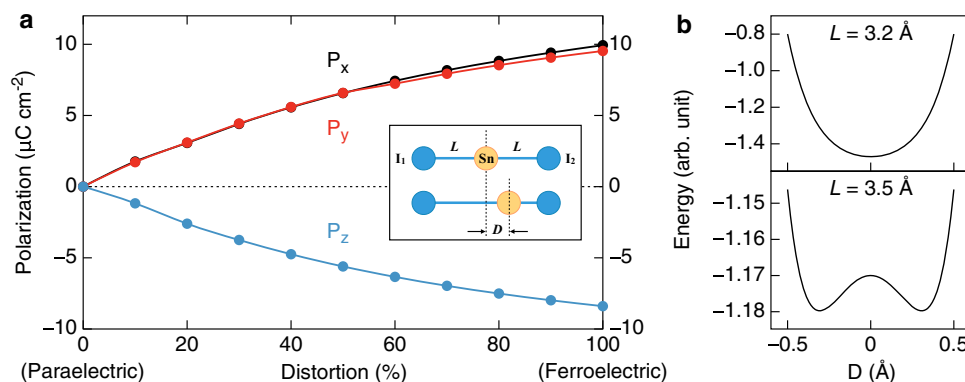 a
Polarization (μC cm⁻²)
10
5
0
−5
−10
10
5
0
−5
−10
Pₓ
Pᵧ
P_z
L L
I₁ Sn I₂
D
0 20 40 60 80 100
(Paraelectric) Distortion (%) (Ferroelectric)
b
Energy (arb. unit)
L = 3.2 Å
−0.8
−1.0
−1.2
−1.4
L = 3.5 Å
−1.15
−1.16
−1.17
−1.18
−0.5 0 0.5
D (Å)